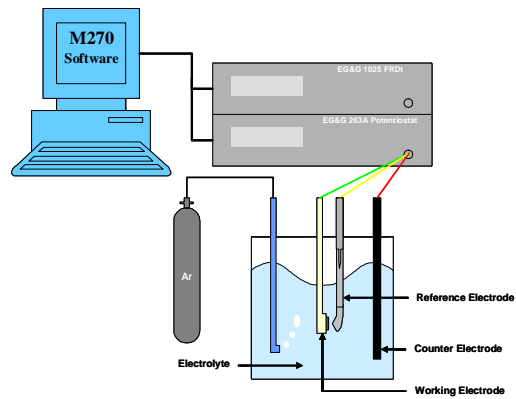 M270
Software
EG&G 1025 FRDt
EG&G 263A Potentiostat
Ar
Reference Electrode
Counter Electrode
Electrolyte
Working Electrode